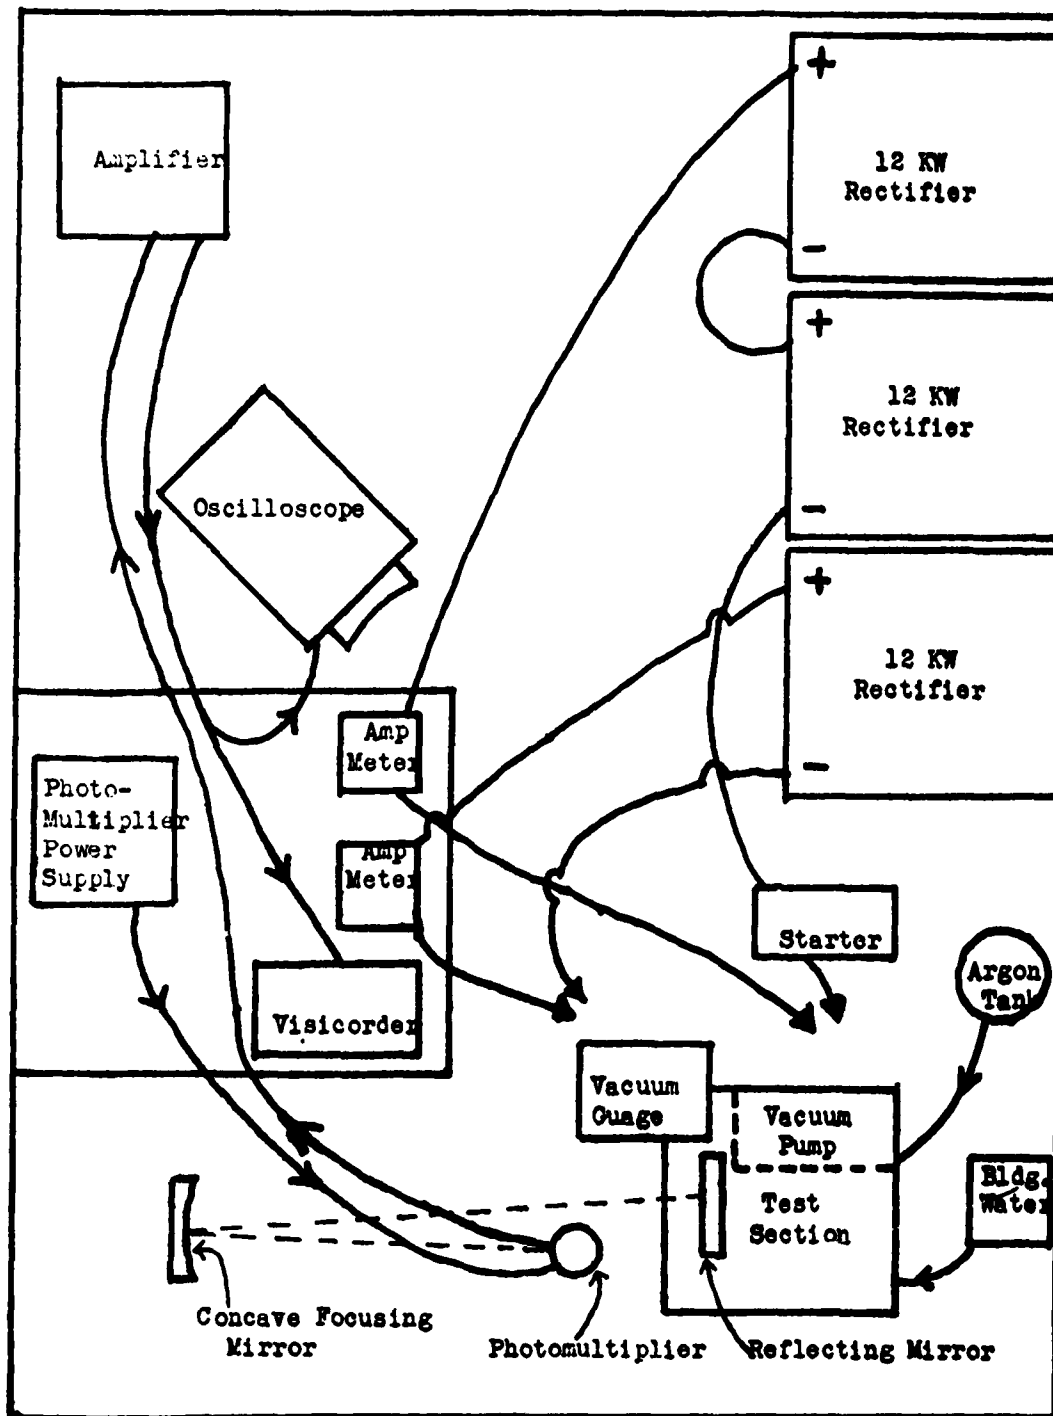 Amplifier
+
12 KW
Rectifier
-
+
12 KW
Rectifier
-
+
12 KW
Rectifier
-
Oscilloscope
Amp
Meter
Photo-
Multiplier
Power
Supply
Amp
Meter
Visicorder
Starter
Argon
Tank
Vacuum
Guage
Vacuum
Pump
Test
Section
Bldg.
Water
Concave Focusing
Mirror
Photomultiplier
Reflecting Mirror